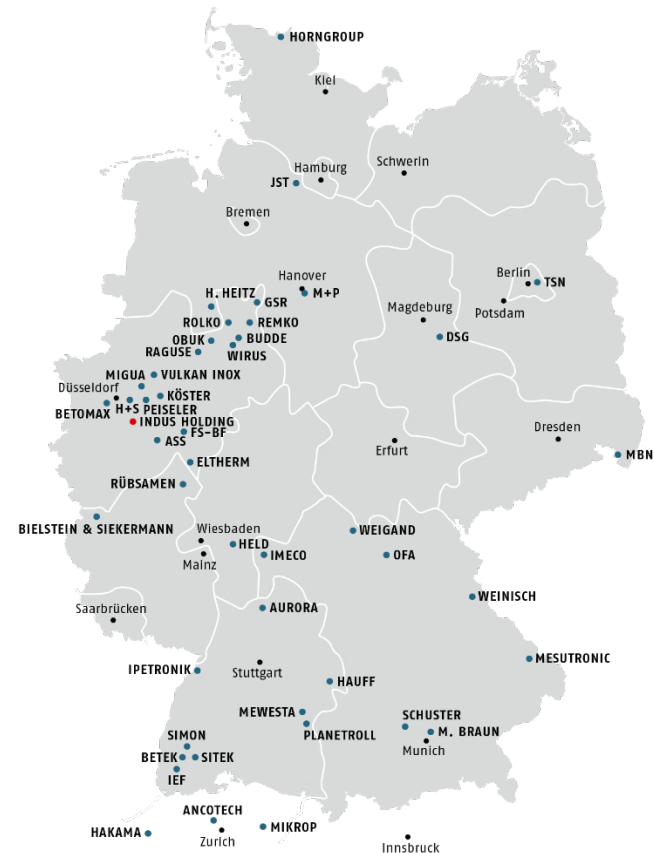 HORNGROUP
Kiel
Hamburg
Schwerin
JST
Bremen
Hanover
Berlin
TSN
H. HEITZ
GSR
M+P
Magdeburg
Potsdam
ROLKO
REMKO
OBUK
BUDDE
DSG
RAGUSE
WIRUS
MIGUA
VULKAN INOX
Düsseldorf
KÖSTER
BETOMAX
H+S
PEISELER
INDUS HOLDING
FS-BF
ASS
Dresden
Erfurt
MBN
ELTHERM
RÜBSAMEN
BIELSTEIN & SIEKERMANN
Wiesbaden
WEIGAND
HELD
IMECO
OFA
Mainz
WEINISCH
Saarbrücken
AURORA
MESUTRONIC
IPETRONIK
Stuttgart
HAUFF
MEWESTA
SCHUSTER
PLANETROLL
M. BRAUN
SIMON
Munich
BETEK
SITEK
IEF
ANCOTECH
HAKAMA
MIKROP
Zurich
Innsbruck